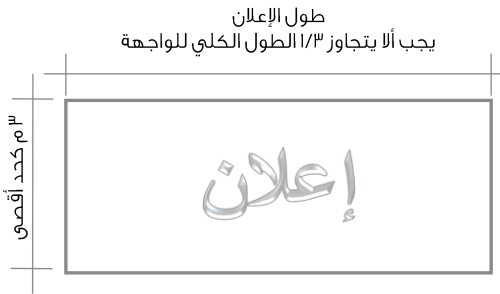 طول الإعلان
يجب ألا يتجاوز ١/٣ الطول الكلي للواجهة
٣ م كحد أقصى
إعلان